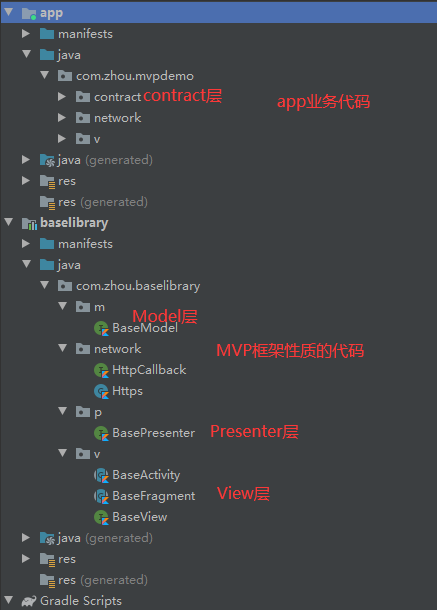 app
manifests
java
com.zhou.mvpdemo
contract contract层
app业务代码
network
v
java (generated)
res
res (generated)
baselibrary
manifests
java
com.zhou.baselibrary
m
Model层
BaseModel
network
MVP框架性质的代码
HttpCallback
Https
p
BasePresenter Presenter层
v
BaseActivity
BaseFragment View层
BaseView
java (generated)
res
res (generated)
Gradle Scripts